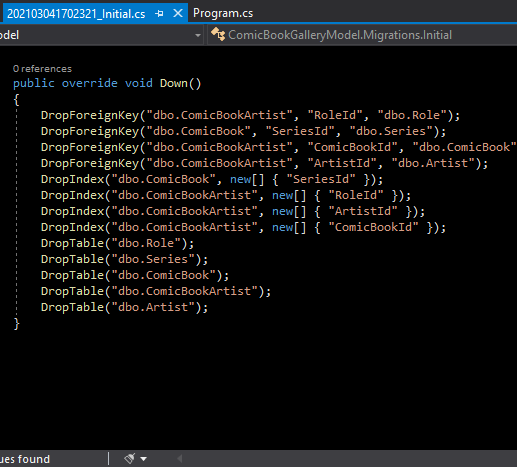 202103041702321_Initial.cs Program.cs
odel ComicBookGalleryModel.Migrations.Initial
0 references
public override void Down()
{
DropForeignKey("dbo.ComicBookArtist", "RoleId", "dbo.Role");
DropForeignKey("dbo.ComicBook", "SeriesId", "dbo.Series");
DropForeignKey("dbo.ComicBookArtist", "ComicBookId", "dbo.ComicBook"
DropForeignKey("dbo.ComicBookArtist", "ArtistId", "dbo.Artist");
DropIndex("dbo.ComicBook", new[] { "SeriesId" });
DropIndex("dbo.ComicBookArtist", new[] { "RoleId" });
DropIndex("dbo.ComicBookArtist", new[] { "ArtistId" });
DropIndex("dbo.ComicBookArtist", new[] { "ComicBookId" });
DropTable("dbo.Role");
DropTable("dbo.Series");
DropTable("dbo.ComicBook");
DropTable("dbo.ComicBookArtist");
DropTable("dbo.Artist");
}
ues found